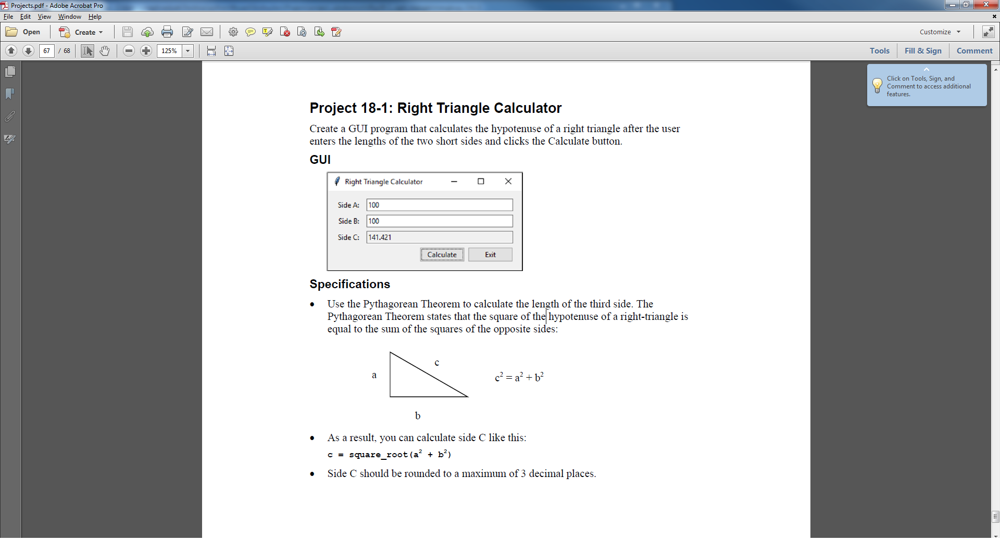 Projects.pdf - Adobe Acrobat Pro
File Edit View Window Help
Open Create Customize
67 / 68 125% Tools Fill & Sign Comment
Click on Tools, Sign, and
Comment to access additional
features.
Project 18-1: Right Triangle Calculator
Create a GUI program that calculates the hypotenuse of a right triangle after the user
enters the lengths of the two short sides and clicks the Calculate button.
GUI
Right Triangle Calculator
Side A: 100
Side B: 100
Side C: 141.421
Calculate Exit
Specifications
• Use the Pythagorean Theorem to calculate the length of the third side. The
Pythagorean Theorem states that the square of the hypotenuse of a right-triangle is
equal to the sum of the squares of the opposite sides:
c
a
c² = a² + b²
b
• As a result, you can calculate side C like this:
c = square_root(a² + b²)
• Side C should be rounded to a maximum of 3 decimal places.